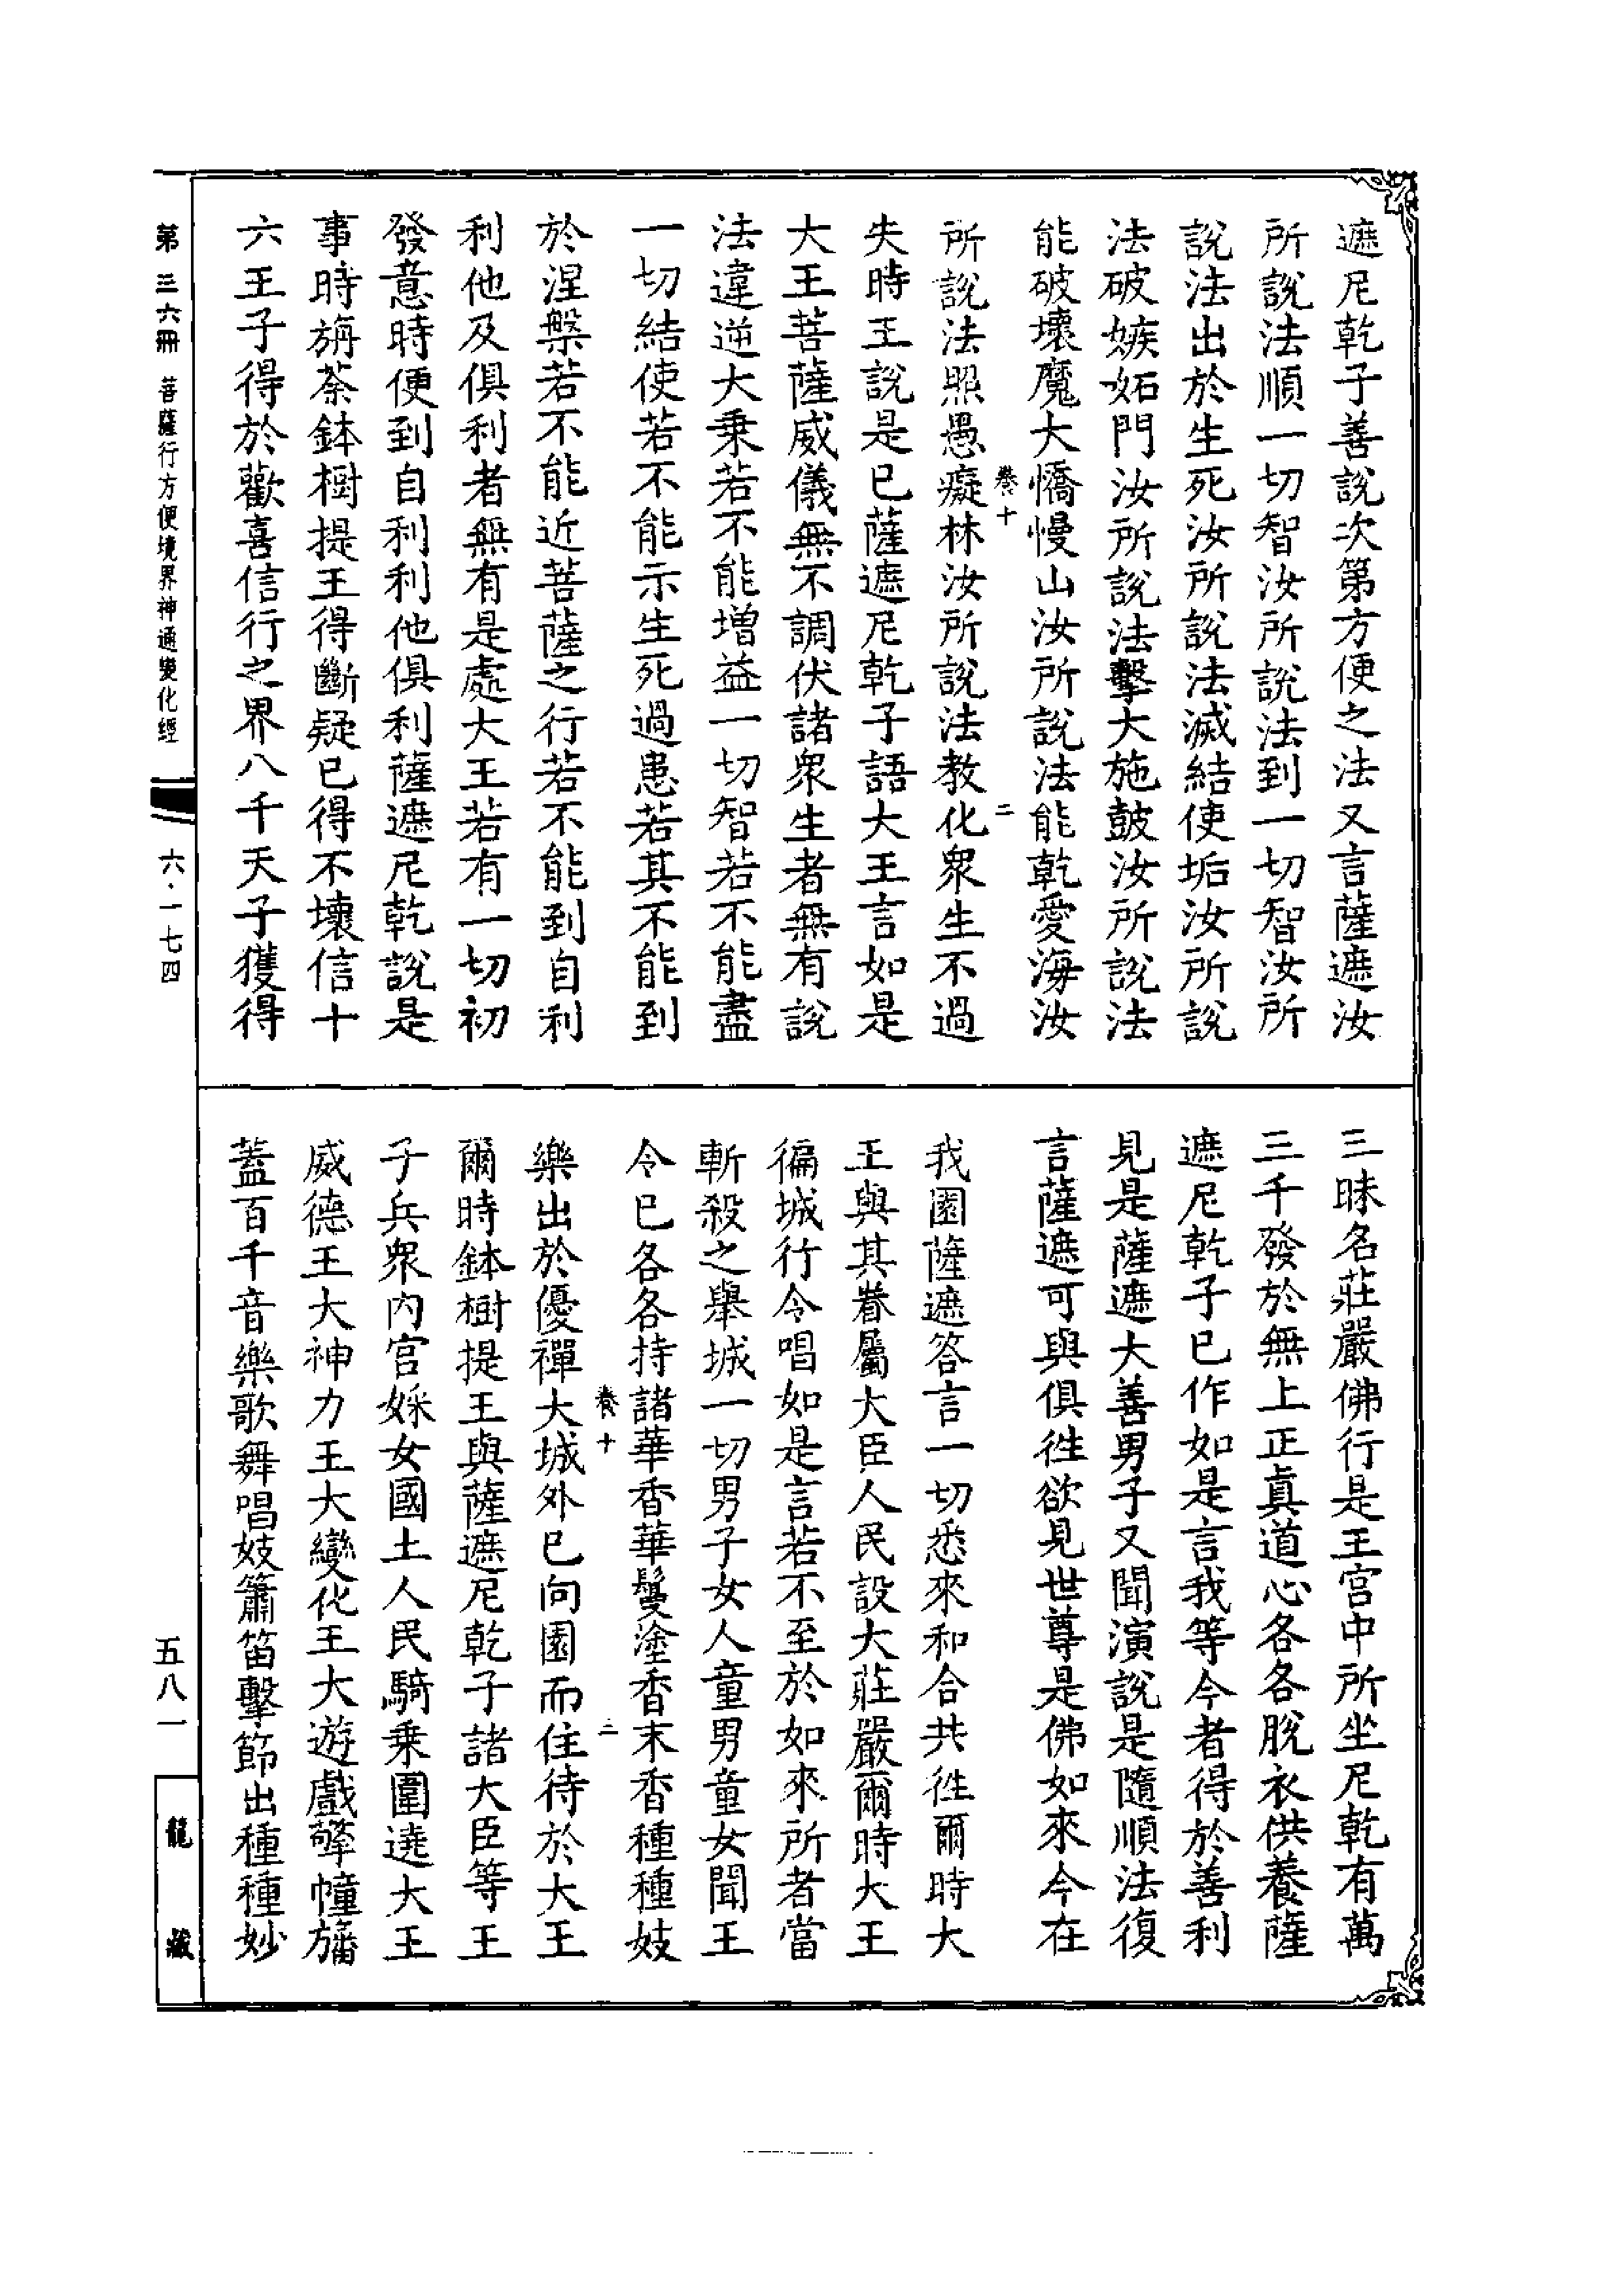 遮尼乾子善說次第方便之法又言薩遮汝
所說法順一切智汝所說法到一切智汝所
說法出於生死汝所說法滅結使垢汝所說
法破嫉妬門汝所說法擊大施鼓汝所說法
能破壞魔大憍慢山汝所說法能乾愛海汝
卷十 二
所說法照愚癡林汝所說法教化衆生不過
失時王說是已薩遮尼乾子語大王言如是
大王菩薩威儀無不調伏諸衆生者無有說
法違逆大乗若不能增益一切智若不能盡
一切結使若不能示生死過患若其不能到
於涅槃若不能近菩薩之行若不能到自利
利他及俱利者無有是處大王若有一切初
發意時便到自利利他俱利薩遮尼乾說是
事時旃荼鉢樹提王得斷疑已得不壞信十
六王子得於歡喜信行之界八千天子獲得
三昧名莊嚴佛行是王宮中所坐尼乾有萬
三千發於無上正眞道心各各脫衣供養薩
遮尼乾子已作如是言我等今者得於善利
見是薩遮大善男子又聞演說是隨順法復
言薩遮可與俱徃欲見世尊是佛如來今在
我園薩遮答言一切悉來和合共徃爾時大
王與其眷屬大臣人民設大莊嚴爾時大王
徧城行令唱如是言若不至於如來所者當
斬殺之舉城一切男子女人童男童女聞王
令已各各持諸華香華鬘塗香末香種種妓
卷十 三
樂出於優禪大城外已向園而住待於大王
爾時鉢樹提王與薩遮尼乾子諸大臣等王
子兵衆內宮婇女國土人民騎乗圍遶大王
威德王大神力王大變化王大遊戲擎幢旛
蓋百千音樂歌舞唱妓簫笛擊節出種種妙
第三六冊 菩薩行方便境界神通變化經
六·一七四
五八一
龍藏